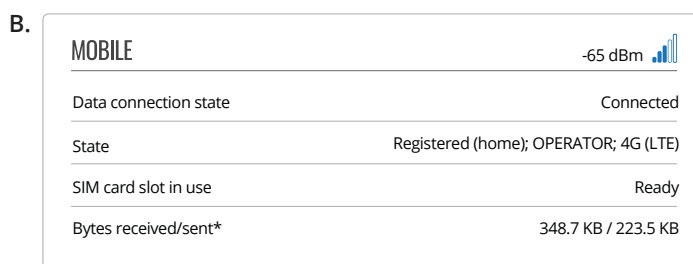 B.
MOBILE -65 dBm
Data connection state Connected
State Registered (home); OPERATOR; 4G (LTE)
SIM card slot in use Ready
Bytes received/sent* 348.7 KB / 223.5 KB